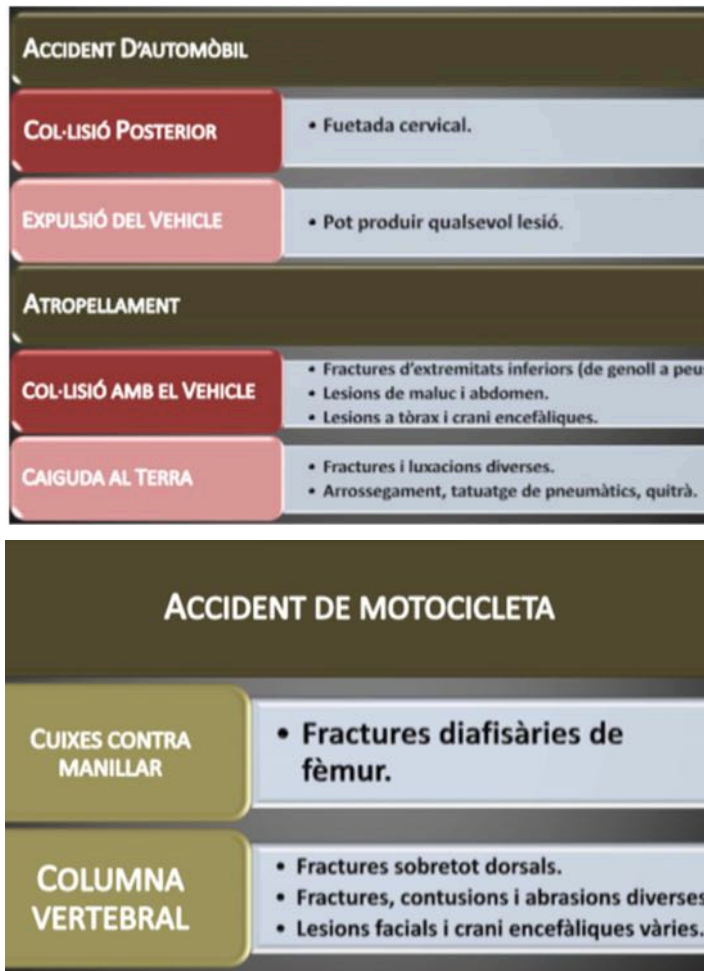 ACCIDENT D'AUTOMÒBIL
COL·LISIÓ POSTERIOR
• Fuetada cervical.
EXPULSIÓ DEL VEHICLE
• Pot produir qualsevol lesió.
ATROPELLAMENT
COL·LISIÓ AMB EL VEHICLE
• Fractures d'extremitats inferiors (de genoll a peus
• Lesions de maluc i abdomen.
• Lesions a tòrax i crani encefàliques.
CAIGUDA AL TERRA
• Fractures i luxacions diverses.
• Arrossegament, tatuatge de pneumàtics, quitrà.
ACCIDENT DE MOTOCICLETA
CUIXES CONTRA
MANILLAR
• Fractures diafisàries de
fèmur.
COLUMNA
VERTEBRAL
• Fractures sobretot dorsals.
• Fractures, contusions i abrasions diverses
• Lesions facials i crani encefàliques vàries.